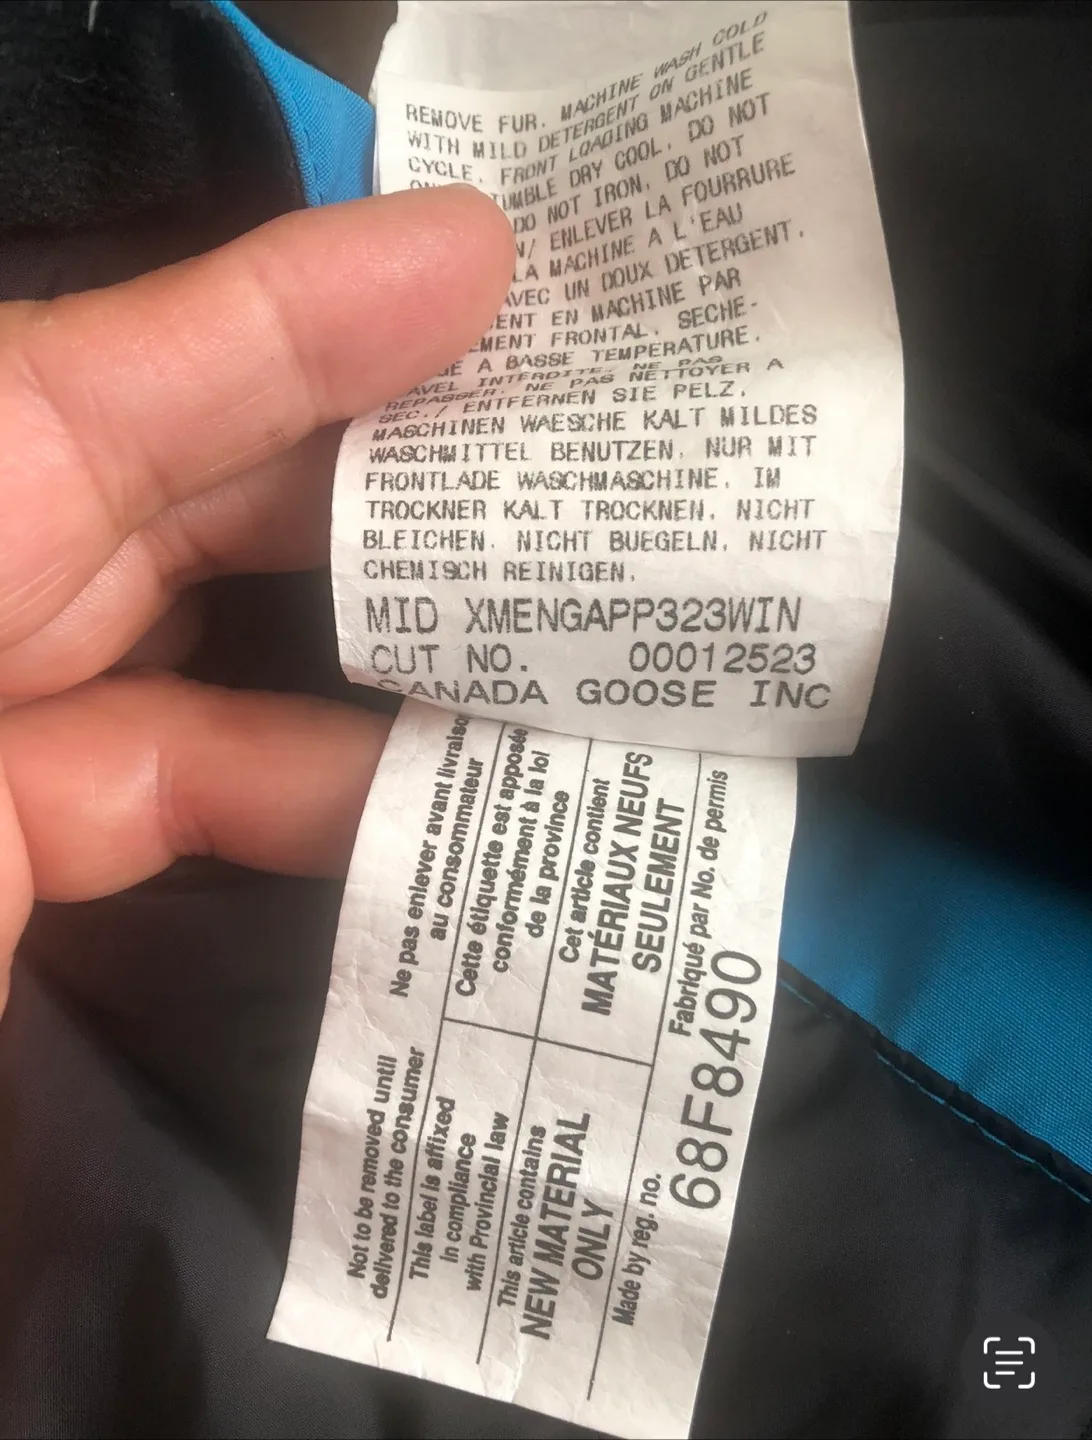 REMOVE FUR. MACHINE WASH COLD
WITH MILD DETERGENT ON GENTLE
CYCLE. FRONT LOADING MACHINE
TUMBLE DRY COOL. DO NOT
DO NOT IRON. DO NOT
ENLEVER LA FOURRURE
LA MACHINE A L'EAU
AVEC UN DOUX DETERGENT.
EN MACHINE PAR
FRONTAL. SECHE-
A BASSE TEMPERATURE.
INTERDITE. NE PAS
REPASSER. NE PAS NETTOYER A
SEC./ ENTFERNEN SIE PELZ.
MASCHINEN WAESCHE KALT MILDES
WASCHMITTEL BENUTZEN. NUR MIT
FRONTLADE WASCHMASCHINE. IM
TROCKNER KALT TROCKNEN. NICHT
BLEICHEN. NICHT BUEGELN. NICHT
CHEMISCH REINIGEN.
MID XMENGAPP323WIN
CUT NO. 00012523
CANADA GOOSE INC
Not to be removed until
delivered to the consumer
Ne pas enlever avant livraison
au consommateur
This label is affixed
in compliance
with Provincial law
Cette étiquette est apposée
conformément à la loi
de la province
This article contains
NEW MATERIAL
ONLY
Cet article contient
MATÉRIAUX NEUFS
SEULEMENT
Made by reg. no.
Fabriqué par No. de permis
68F8490